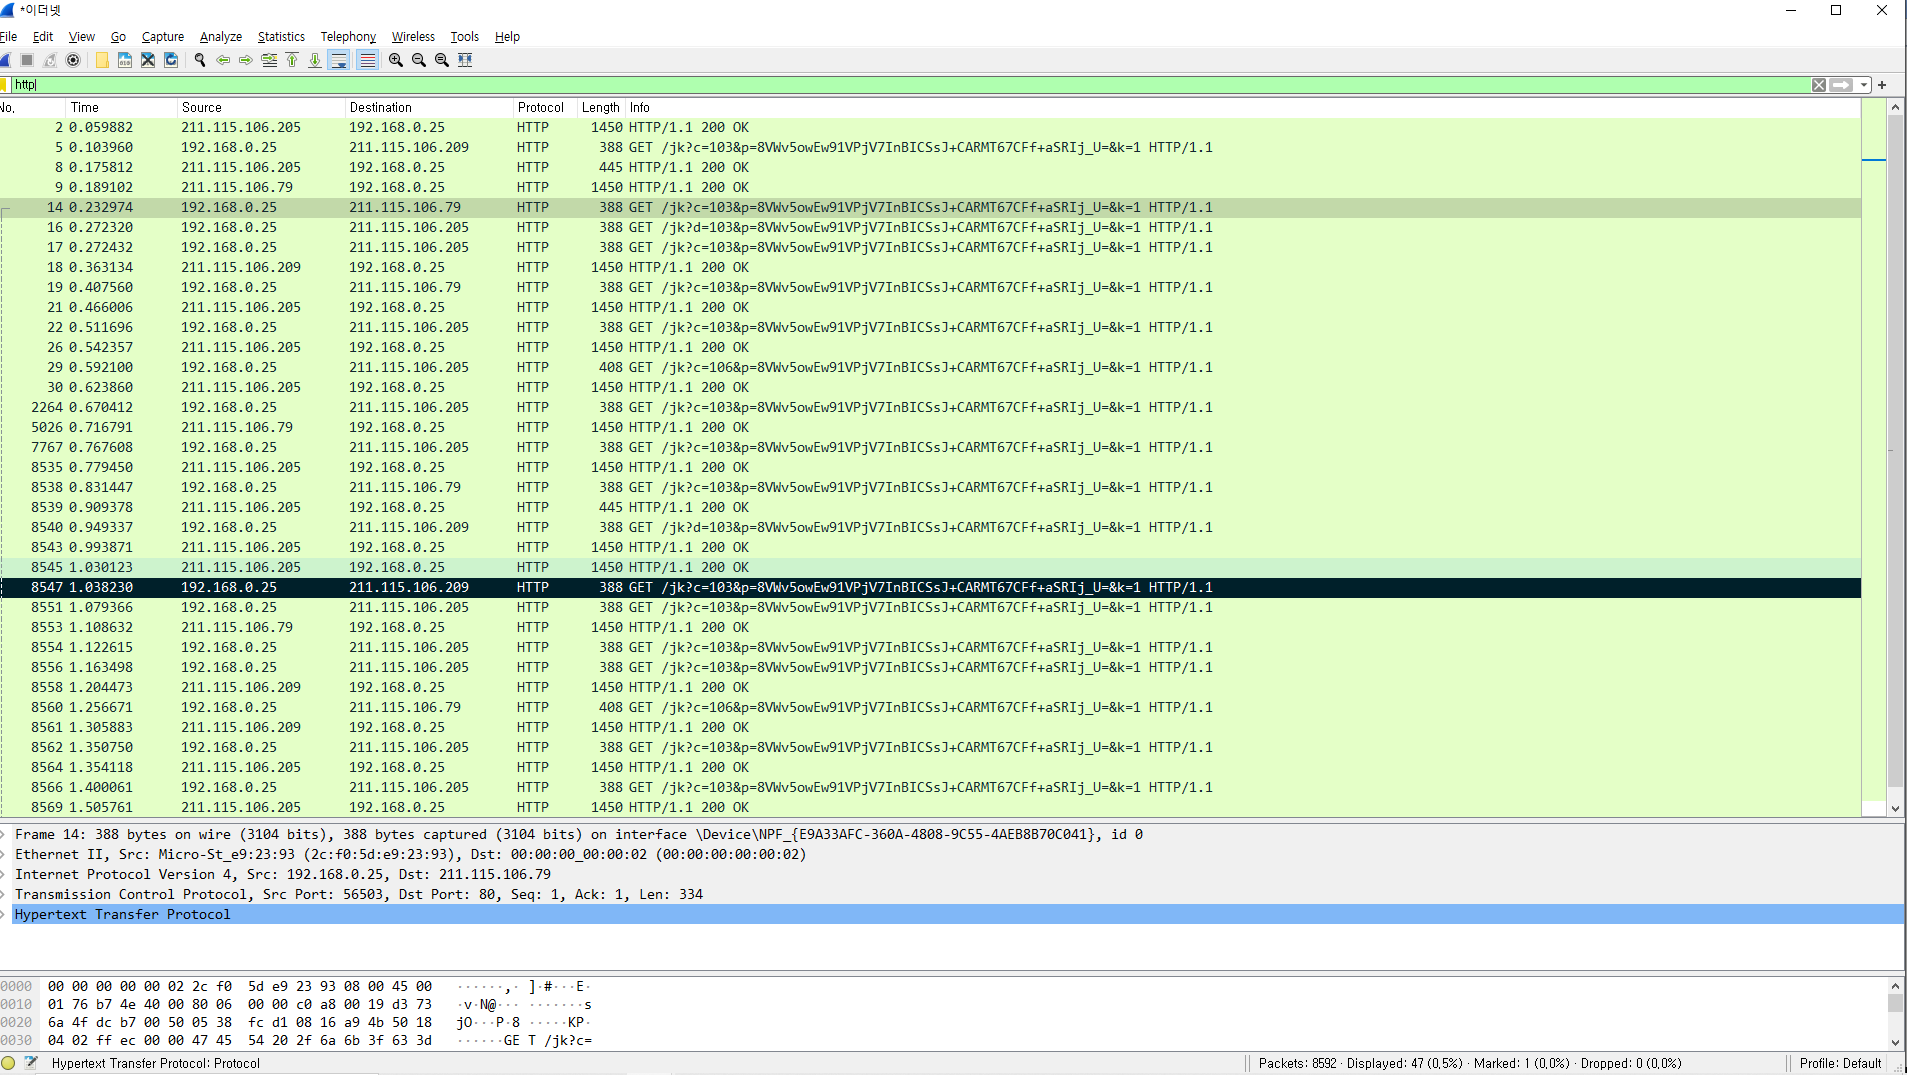 *이더넷
File Edit View Go Capture Analyze Statistics Telephony Wireless Tools Help
http
No. Time Source Destination Protocol Length Info
2 0.059882 211.115.106.205 192.168.0.25 HTTP 1450 HTTP/1.1 200 OK
5 0.103960 192.168.0.25 211.115.106.209 HTTP 388 GET /jk?c=103&p=8VWv5owEw91VPjV7InBICSsJ+CARMT67CFf+aSRIj_U=&k=1 HTTP/1.1
8 0.175812 211.115.106.205 192.168.0.25 HTTP 445 HTTP/1.1 200 OK
9 0.189102 211.115.106.79 192.168.0.25 HTTP 1450 HTTP/1.1 200 OK
14 0.232974 192.168.0.25 211.115.106.79 HTTP 388 GET /jk?c=103&p=8VWv5owEw91VPjV7InBICSsJ+CARMT67CFf+aSRIj_U=&k=1 HTTP/1.1
16 0.272320 192.168.0.25 211.115.106.205 HTTP 388 GET /jk?d=103&p=8VWv5owEw91VPjV7InBICSsJ+CARMT67CFf+aSRIj_U=&k=1 HTTP/1.1
17 0.272432 192.168.0.25 211.115.106.205 HTTP 388 GET /jk?c=103&p=8VWv5owEw91VPjV7InBICSsJ+CARMT67CFf+aSRIj_U=&k=1 HTTP/1.1
18 0.363134 211.115.106.209 192.168.0.25 HTTP 1450 HTTP/1.1 200 OK
19 0.407560 192.168.0.25 211.115.106.79 HTTP 388 GET /jk?c=103&p=8VWv5owEw91VPjV7InBICSsJ+CARMT67CFf+aSRIj_U=&k=1 HTTP/1.1
21 0.466006 211.115.106.205 192.168.0.25 HTTP 1450 HTTP/1.1 200 OK
22 0.511696 192.168.0.25 211.115.106.205 HTTP 388 GET /jk?c=103&p=8VWv5owEw91VPjV7InBICSsJ+CARMT67CFf+aSRIj_U=&k=1 HTTP/1.1
26 0.542357 211.115.106.205 192.168.0.25 HTTP 1450 HTTP/1.1 200 OK
29 0.592100 192.168.0.25 211.115.106.205 HTTP 408 GET /jk?c=106&p=8VWv5owEw91VPjV7InBICSsJ+CARMT67CFf+aSRIj_U=&k=1 HTTP/1.1
30 0.623860 211.115.106.205 192.168.0.25 HTTP 1450 HTTP/1.1 200 OK
2264 0.670412 192.168.0.25 211.115.106.205 HTTP 388 GET /jk?c=103&p=8VWv5owEw91VPjV7InBICSsJ+CARMT67CFf+aSRIj_U=&k=1 HTTP/1.1
5026 0.716791 211.115.106.79 192.168.0.25 HTTP 1450 HTTP/1.1 200 OK
7767 0.767608 192.168.0.25 211.115.106.205 HTTP 388 GET /jk?c=103&p=8VWv5owEw91VPjV7InBICSsJ+CARMT67CFf+aSRIj_U=&k=1 HTTP/1.1
8535 0.779450 211.115.106.205 192.168.0.25 HTTP 1450 HTTP/1.1 200 OK
8538 0.831447 192.168.0.25 211.115.106.79 HTTP 388 GET /jk?c=103&p=8VWv5owEw91VPjV7InBICSsJ+CARMT67CFf+aSRIj_U=&k=1 HTTP/1.1
8539 0.909378 211.115.106.205 192.168.0.25 HTTP 445 HTTP/1.1 200 OK
8540 0.949337 192.168.0.25 211.115.106.209 HTTP 388 GET /jk?d=103&p=8VWv5owEw91VPjV7InBICSsJ+CARMT67CFf+aSRIj_U=&k=1 HTTP/1.1
8543 0.993871 211.115.106.205 192.168.0.25 HTTP 1450 HTTP/1.1 200 OK
8545 1.030123 211.115.106.205 192.168.0.25 HTTP 1450 HTTP/1.1 200 OK
8547 1.038230 192.168.0.25 211.115.106.209 HTTP 388 GET /jk?c=103&p=8VWv5owEw91VPjV7InBICSsJ+CARMT67CFf+aSRIj_U=&k=1 HTTP/1.1
8551 1.079366 192.168.0.25 211.115.106.205 HTTP 388 GET /jk?c=103&p=8VWv5owEw91VPjV7InBICSsJ+CARMT67CFf+aSRIj_U=&k=1 HTTP/1.1
8553 1.108632 211.115.106.79 192.168.0.25 HTTP 1450 HTTP/1.1 200 OK
8554 1.122615 192.168.0.25 211.115.106.205 HTTP 388 GET /jk?c=103&p=8VWv5owEw91VPjV7InBICSsJ+CARMT67CFf+aSRIj_U=&k=1 HTTP/1.1
8556 1.163498 192.168.0.25 211.115.106.205 HTTP 388 GET /jk?c=103&p=8VWv5owEw91VPjV7InBICSsJ+CARMT67CFf+aSRIj_U=&k=1 HTTP/1.1
8558 1.204473 211.115.106.209 192.168.0.25 HTTP 1450 HTTP/1.1 200 OK
8560 1.256671 192.168.0.25 211.115.106.79 HTTP 408 GET /jk?c=106&p=8VWv5owEw91VPjV7InBICSsJ+CARMT67CFf+aSRIj_U=&k=1 HTTP/1.1
8561 1.305883 211.115.106.209 192.168.0.25 HTTP 1450 HTTP/1.1 200 OK
8562 1.350750 192.168.0.25 211.115.106.205 HTTP 388 GET /jk?c=103&p=8VWv5owEw91VPjV7InBICSsJ+CARMT67CFf+aSRIj_U=&k=1 HTTP/1.1
8564 1.354118 211.115.106.205 192.168.0.25 HTTP 1450 HTTP/1.1 200 OK
8566 1.400061 192.168.0.25 211.115.106.205 HTTP 388 GET /jk?c=103&p=8VWv5owEw91VPjV7InBICSsJ+CARMT67CFf+aSRIj_U=&k=1 HTTP/1.1
8569 1.505761 211.115.106.205 192.168.0.25 HTTP 1450 HTTP/1.1 200 OK
Frame 14: 388 bytes on wire (3104 bits), 388 bytes captured (3104 bits) on interface \Device\NPF_{E9A33AFC-360A-4808-9C55-4AEB8B70C041}, id 0
Ethernet II, Src: Micro-St_e9:23:93 (2c:f0:5d:e9:23:93), Dst: 00:00:00_00:00:02 (00:00:00:00:00:02)
Internet Protocol Version 4, Src: 192.168.0.25, Dst: 211.115.106.79
Transmission Control Protocol, Src Port: 56503, Dst Port: 80, Seq: 1, Ack: 1, Len: 334
Hypertext Transfer Protocol
0000 00 00 00 00 00 02 2c f0 5d e9 23 93 08 00 45 00 ······,· ]·#···E·
0010 01 76 b7 4e 40 00 80 06 00 00 c0 a8 00 19 d3 73 ·v·N@··· ·······s
0020 6a 4f dc b7 00 50 05 38 fc d1 08 16 a9 4b 50 18 jO···P·8 ·····KP·
0030 04 02 ff ec 00 00 47 45 54 20 2f 6a 6b 3f 63 3d ······GE T /jk?c=
Hypertext Transfer Protocol: Protocol Packets: 8592 · Displayed: 47 (0,5%) · Marked: 1 (0,0%) · Dropped: 0 (0,0%) Profile: Default